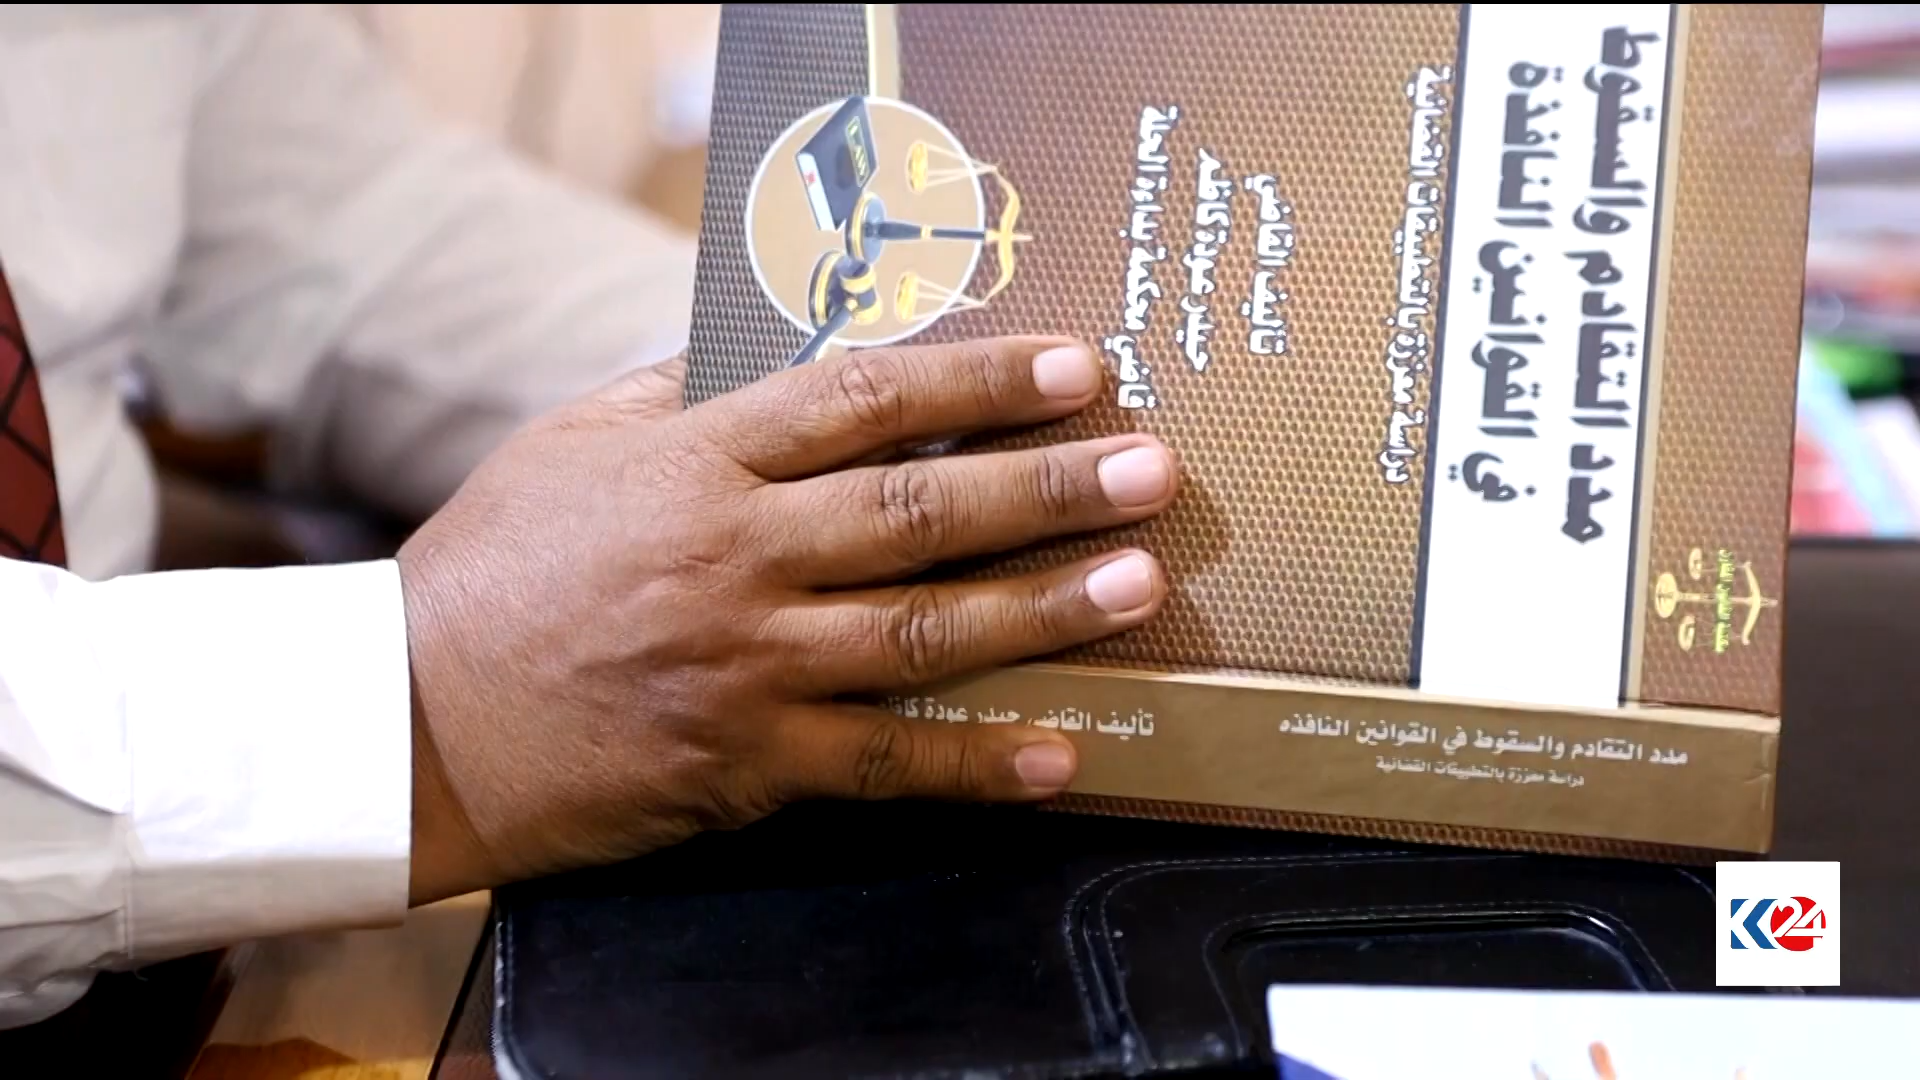 مدد التقادم والسقوط
في القوانين النافذة
دراسة معززة بالتطبيقات القضائية
تأليف القاضي
حيدر عودة كاظم
قاضي محكمة بداءة الحلة
LAW
مدد التقادم والسقوط في القوانين النافذه
دراسة معززة بالتطبيقات القضائية
تأليف القاضي حيدر عودة
K24